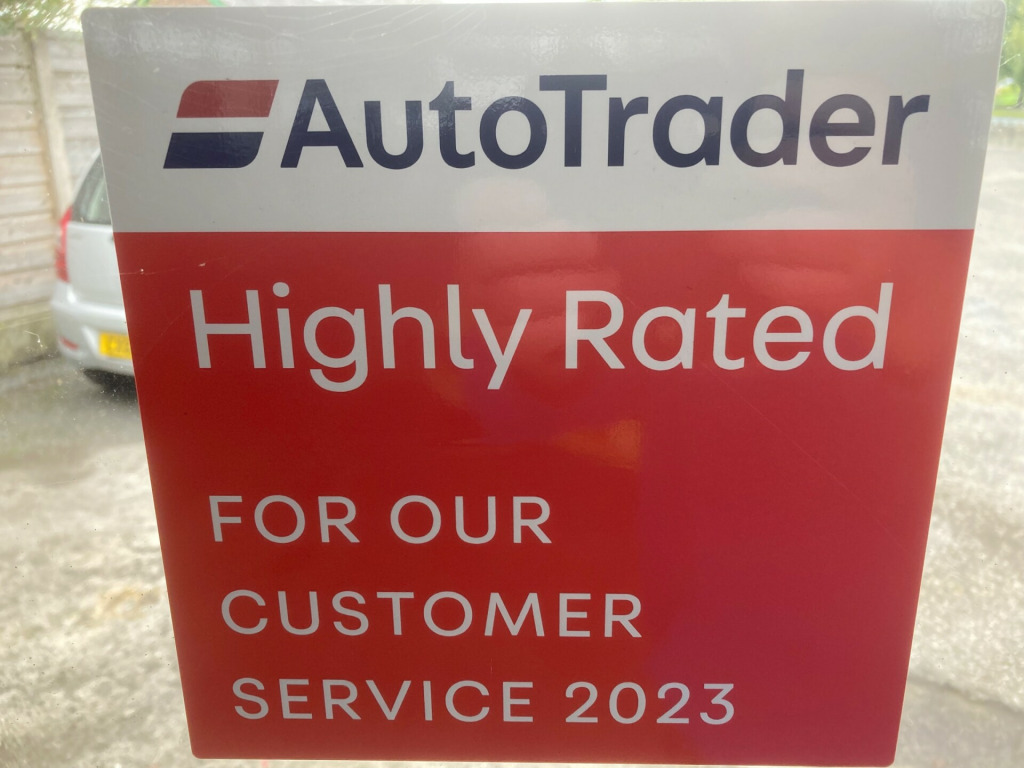 AutoTrader
Highly Rated
FOR OUR
CUSTOMER
SERVICE 2023